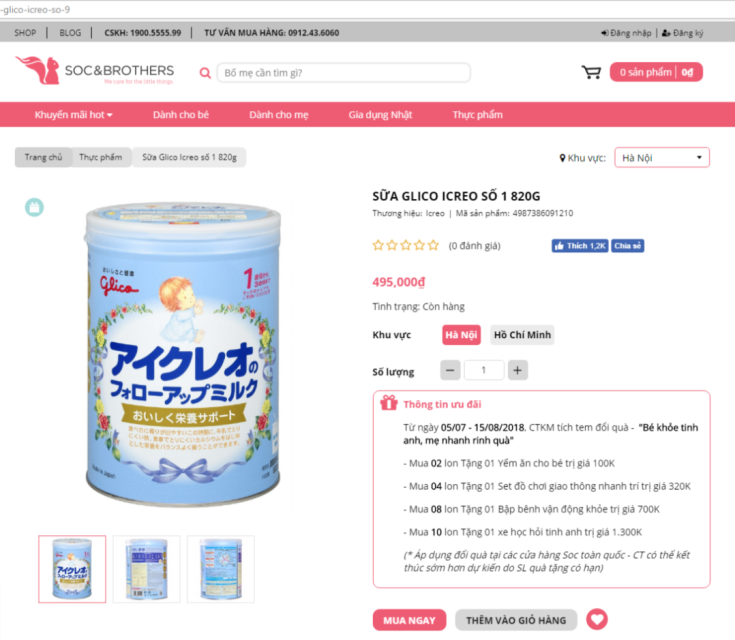 -glico-icreo-so-9
SHOP | BLOG | CSKH: 1900.5555.99 | TƯ VẤN MUA HÀNG: 0912.43.6060 Đăng nhập | Đăng ký
SOC&BROTHERS
We care for the little things
Bố mẹ cần tìm gì?
0 sản phẩm | 0₫
Khuyến mãi hot Dành cho bé Dành cho mẹ Gia dụng Nhật Thực phẩm
Trang chủ Thực phẩm Sữa Glico Icreo số 1 820g
Khu vực: Hà Nội
おいしさと健康
Glico
1
アイクレオの
フォローアップミルク
おいしく栄養サポート
SỮA GLICO ICREO SỐ 1 820G
Thương hiệu: Icreo | Mã sản phẩm: 4987386091210
(0 đánh giá)
Thích 1,2K Chia sẻ
495,000₫
Tình trạng: Còn hàng
Khu vực Hà Nội Hồ Chí Minh
Số lượng − 1 +
Thông tin ưu đãi
Từ ngày 05/07 - 15/08/2018, CTKM tích tem đổi quà - "Bé khỏe tinh
anh, mẹ nhanh rinh quà"
- Mua 02 lon Tặng 01 Yếm ăn cho bé trị giá 100K
- Mua 04 lon Tặng 01 Set đồ chơi giao thông nhanh trí trị giá 320K
- Mua 08 lon Tặng 01 Bập bênh vận động khỏe trị giá 700K
- Mua 10 lon Tặng 01 xe học hỏi tinh anh trị giá 1.300K
(* Áp dụng đổi quà tại các cửa hàng Soc toàn quốc - CT có thể kết
thúc sớm hơn dự kiến do SL quà tặng có hạn)
MUA NGAY THÊM VÀO GIỎ HÀNG